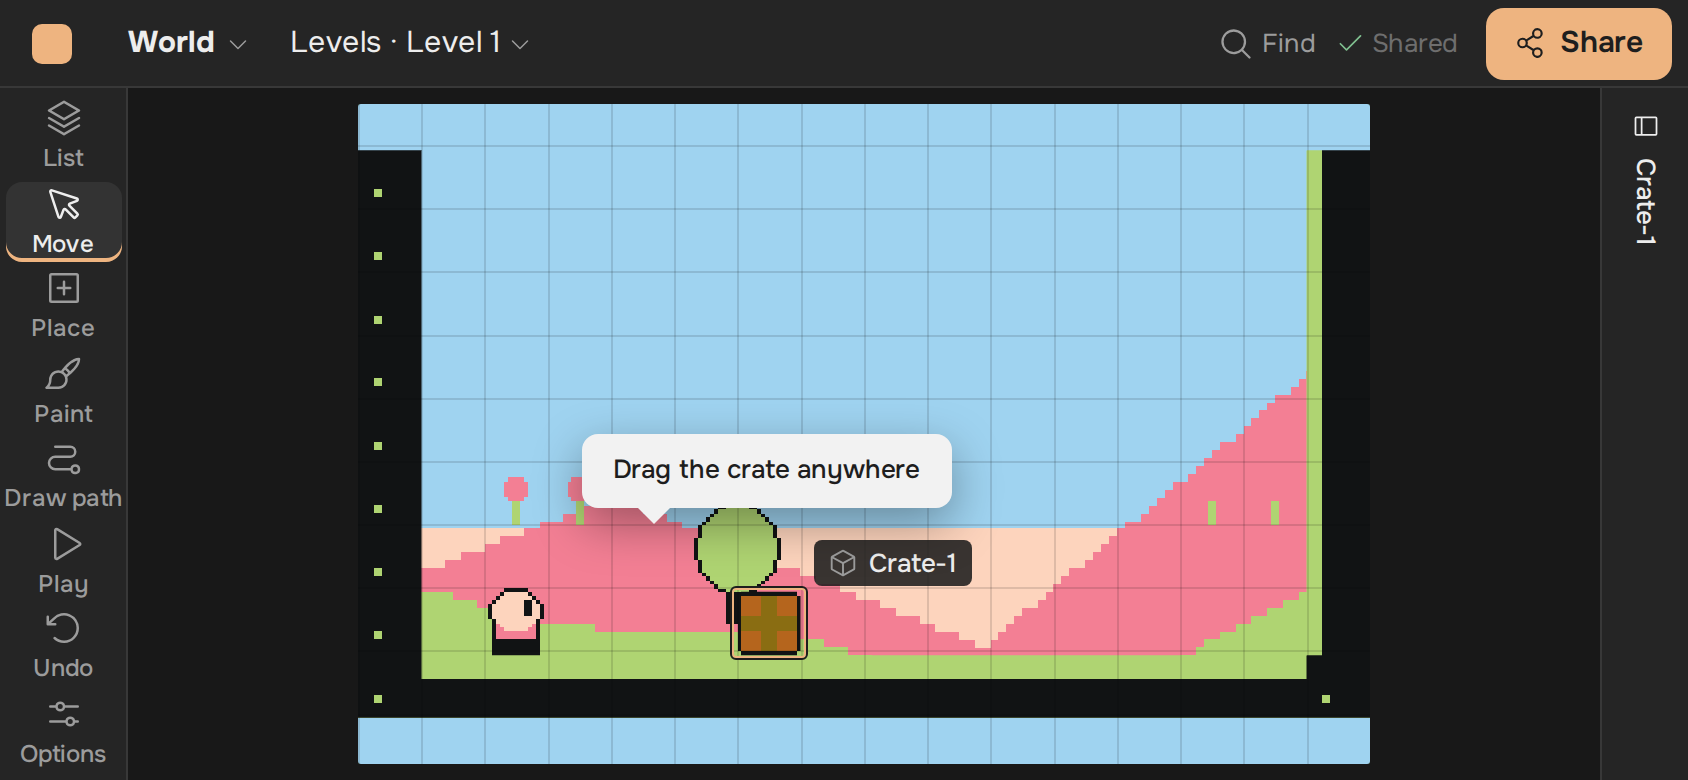 World
Levels · Level 1
Find
Shared
Share
List
Move
Place
Paint
Draw path
Play
Undo
Options
Drag the crate anywhere
Crate-1
Crate-1